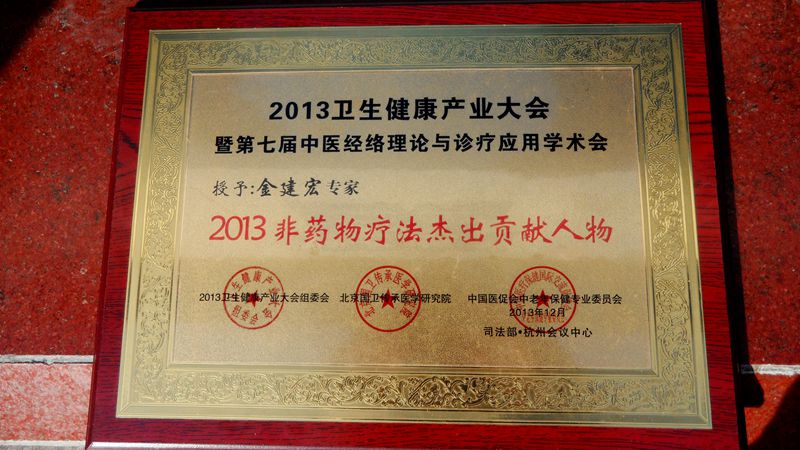 2013卫生健康产业大会
暨第七届中医经络理论与诊疗应用学术会
授予:金建宏专家
2013非药物疗法杰出贡献人物
2013卫生健康产业大会组委会 北京国卫传承医学研究院 中国医促会中老年保健专业委员会
2013年12月
司法部·杭州会议中心